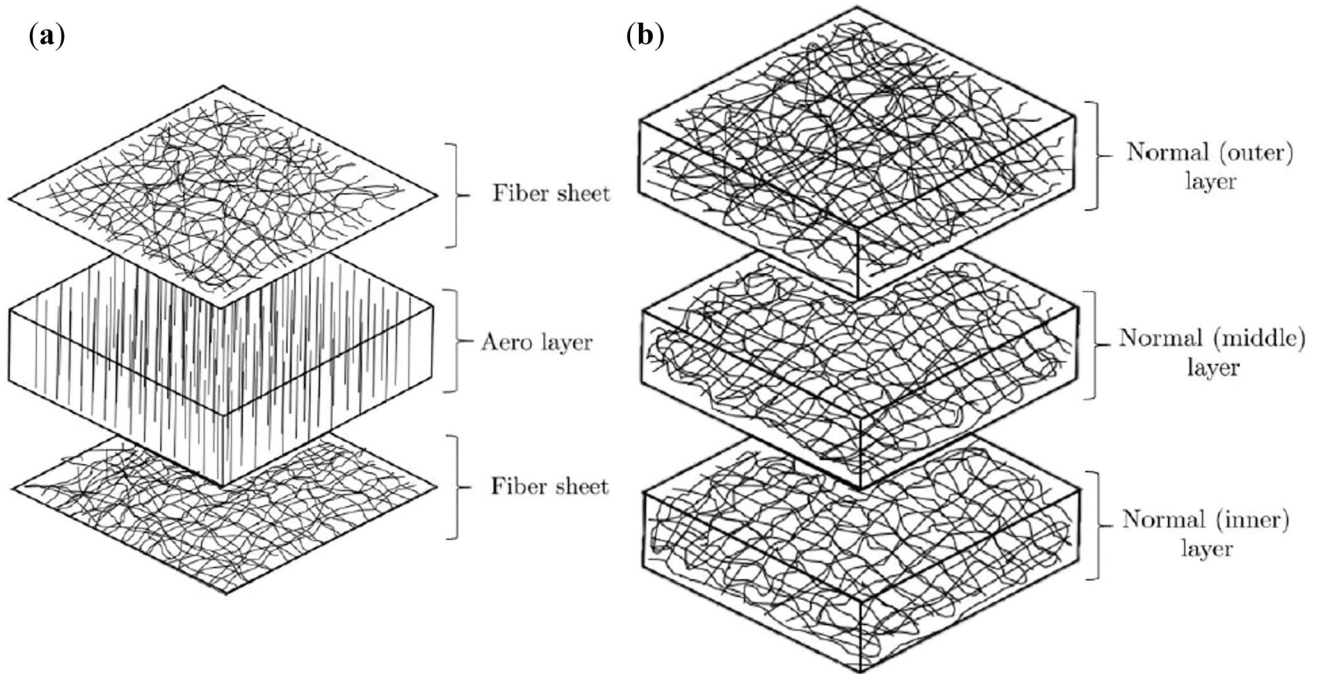 (a)
Fiber sheet
Aero layer
Fiber sheet
(b)
Normal (outer)
layer
Normal (middle)
layer
Normal (inner)
layer